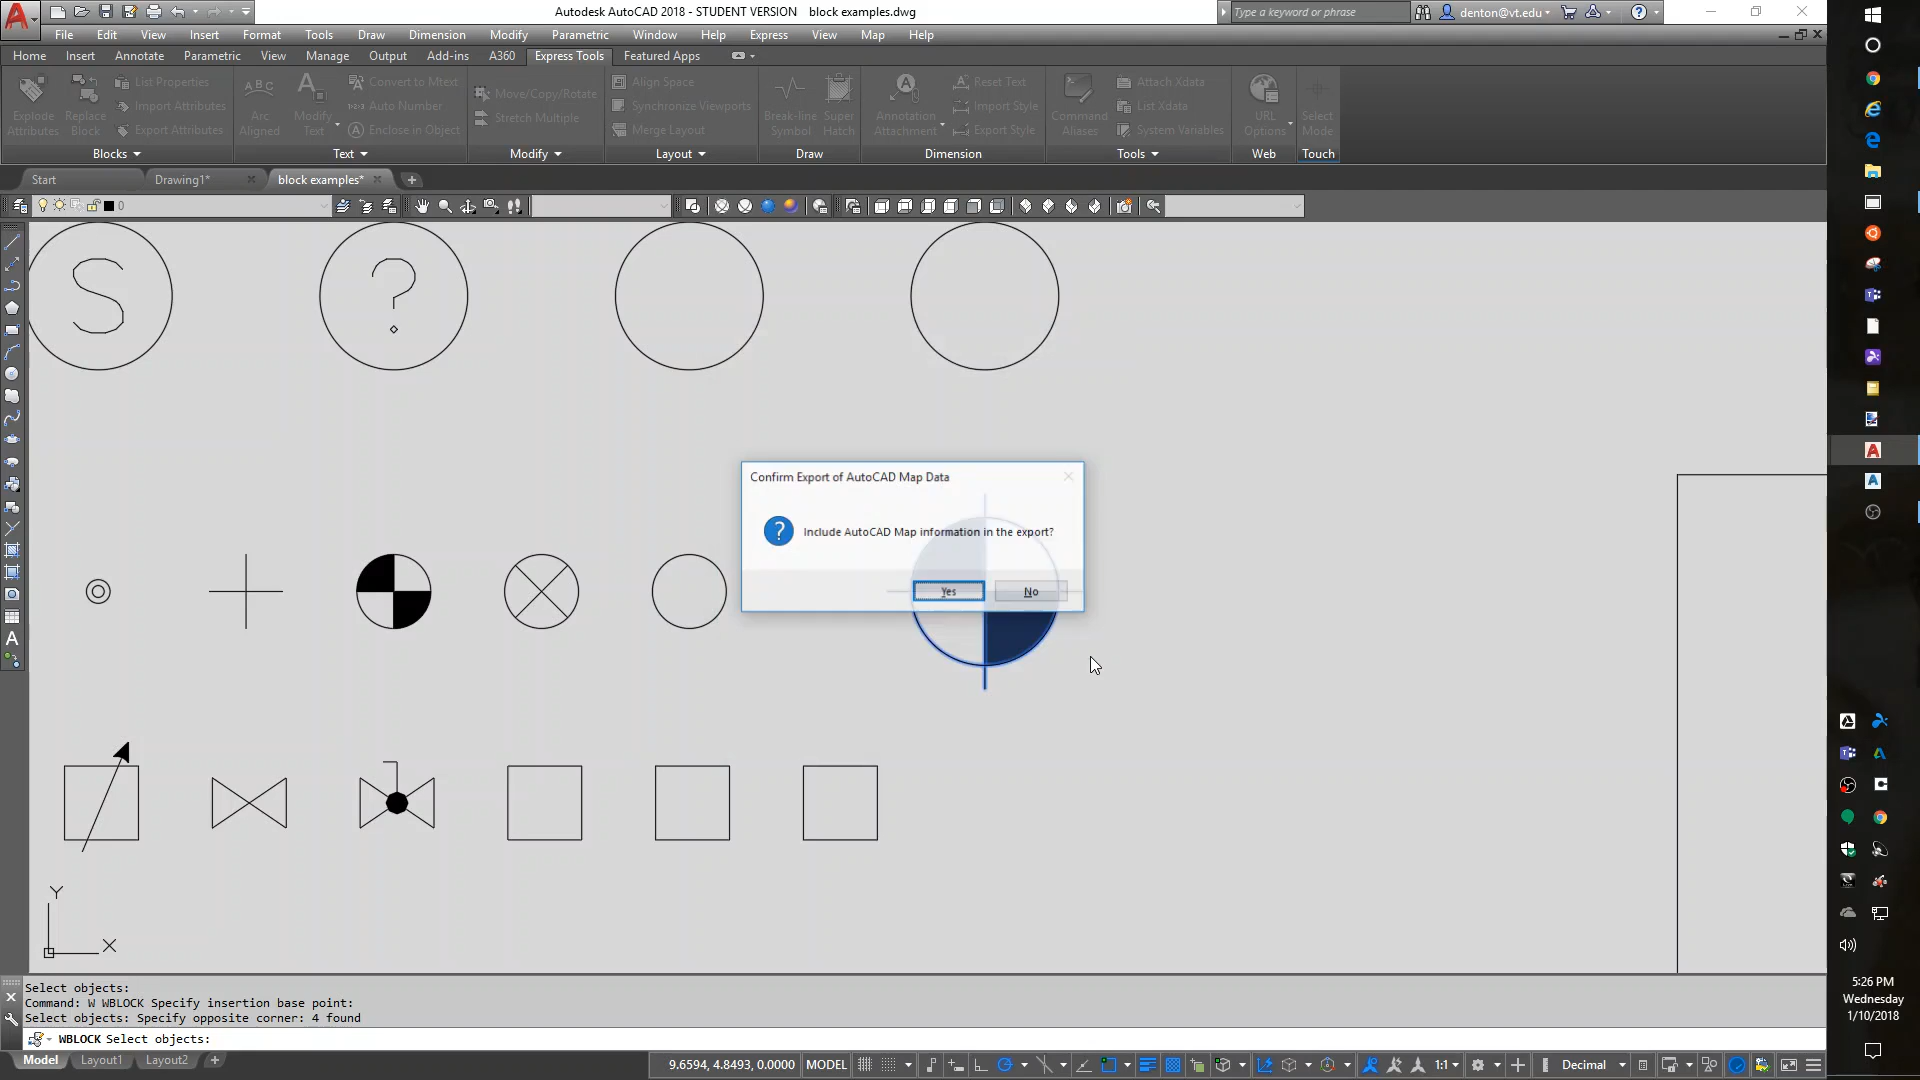 Autodesk AutoCAD 2018 - STUDENT VERSION block examples.dwg
Type a keyword or phrase
denton@vt.edu
File Edit View Insert Format Tools Draw Dimension Modify Parametric Window Help Express View Map Help
Home Insert Annotate Parametric View Manage Output Add-ins A360 Express Tools Featured Apps
Explode Attributes
Replace Block
List Properties
Import Attributes
Export Attributes
Blocks
ABC
Arc Aligned
Modify Text
Convert to Mtext
Auto Number
Enclose in Object
Text
Move/Copy/Rotate
Stretch Multiple
Modify
Align Space
Synchronize Viewports
Merge Layout
Layout
Break-line Symbol
Super Hatch
Draw
Annotation Attachment
Reset Text
Import Style
Export Style
Dimension
Command Aliases
Attach Xdata
List Xdata
System Variables
Tools
URL Options
Web
Select Mode
Touch
Start Drawing1* block examples*
0
S ?
Confirm Export of AutoCAD Map Data
Include AutoCAD Map information in the export?
Yes No
Y
X
Select objects:
Command: W WBLOCK Specify insertion base point:
Select objects: Specify opposite corner: 4 found
WBLOCK Select objects:
Model Layout1 Layout2
9.6594, 4.8493, 0.0000 MODEL 1:1 Decimal
5:26 PM
Wednesday
1/10/2018